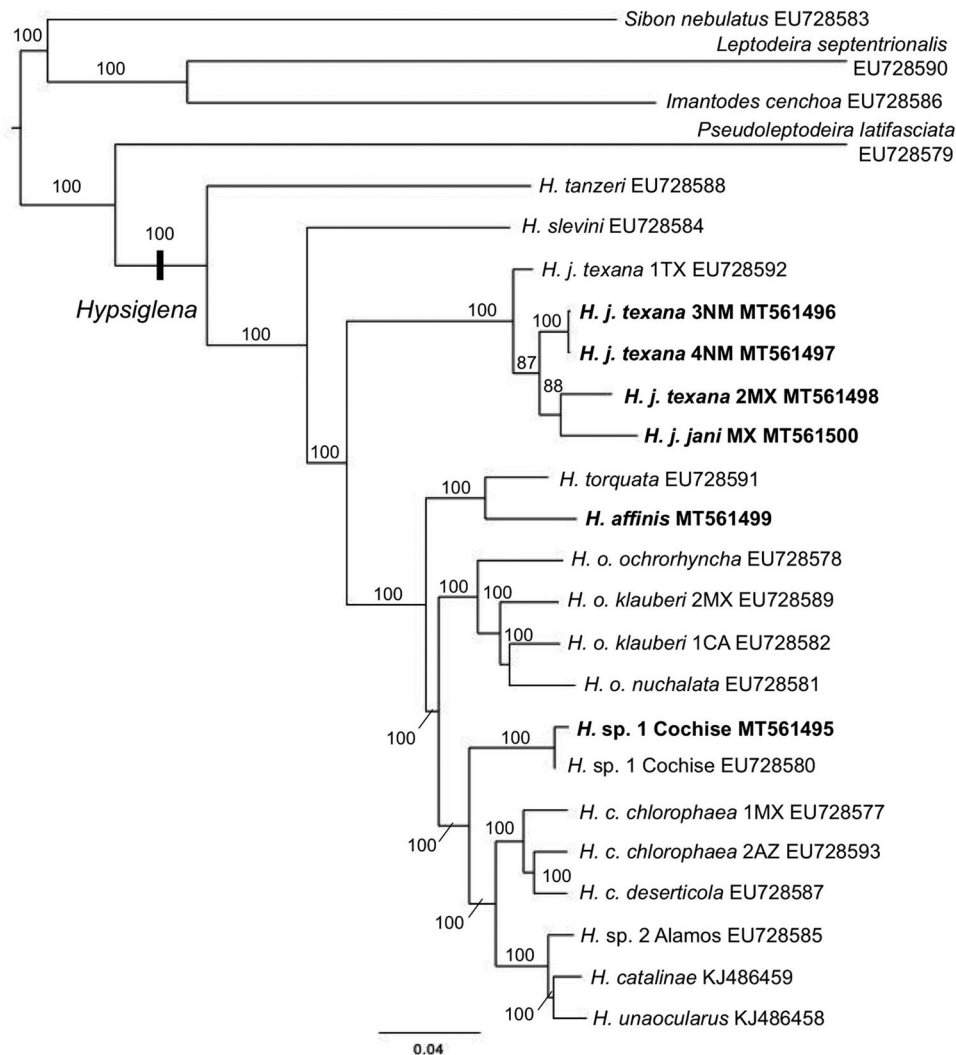 100
Sibon nebulatus EU728583
Leptodeira septentrionalis
100
EU728590
Imantodes cenchoa EU728586
Pseudoleptodeira latifasciata
EU728579
100
H. tanzeri EU728588
100
H. slevini EU728584
Hypsiglena
H. j. texana 1TX EU728592
100
100
H. j. texana 3NM MT561496
100
H. j. texana 4NM MT561497
87
88
H. j. texana 2MX MT561498
H. j. jani MX MT561500
100
H. torquata EU728591
100
H. affinis MT561499
H. o. ochrorhyncha EU728578
100
100
100
H. o. klauberi 2MX EU728589
100
H. o. klauberi 1CA EU728582
H. o. nuchalata EU728581
100
100
H. sp. 1 Cochise MT561495
H. sp. 1 Cochise EU728580
H. c. chlorophaea 1MX EU728577
100
100
H. c. chlorophaea 2AZ EU728593
100
H. c. deserticola EU728587
100
H. sp. 2 Alamos EU728585
100
H. catalinae KJ486459
100
H. unaocularus KJ486458
0.04